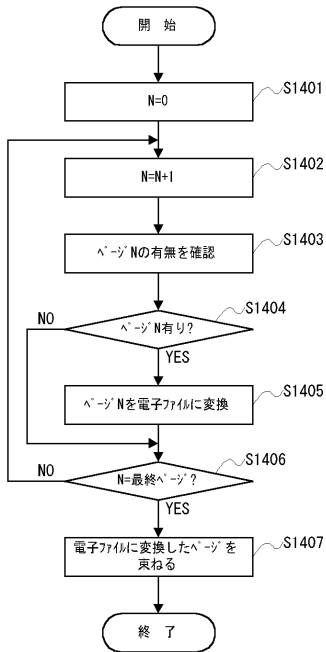 開　始
S1401
N=0
S1402
N=N+1
S1403
ﾍﾟｰｼﾞNの有無を確認
S1404
NO
ﾍﾟｰｼﾞN有り?
YES
S1405
ﾍﾟｰｼﾞNを電子ﾌｧｲﾙに変換
S1406
NO
N=最終ﾍﾟｰｼﾞ?
YES
S1407
電子ﾌｧｲﾙに変換したﾍﾟｰｼﾞを
束ねる
終　了